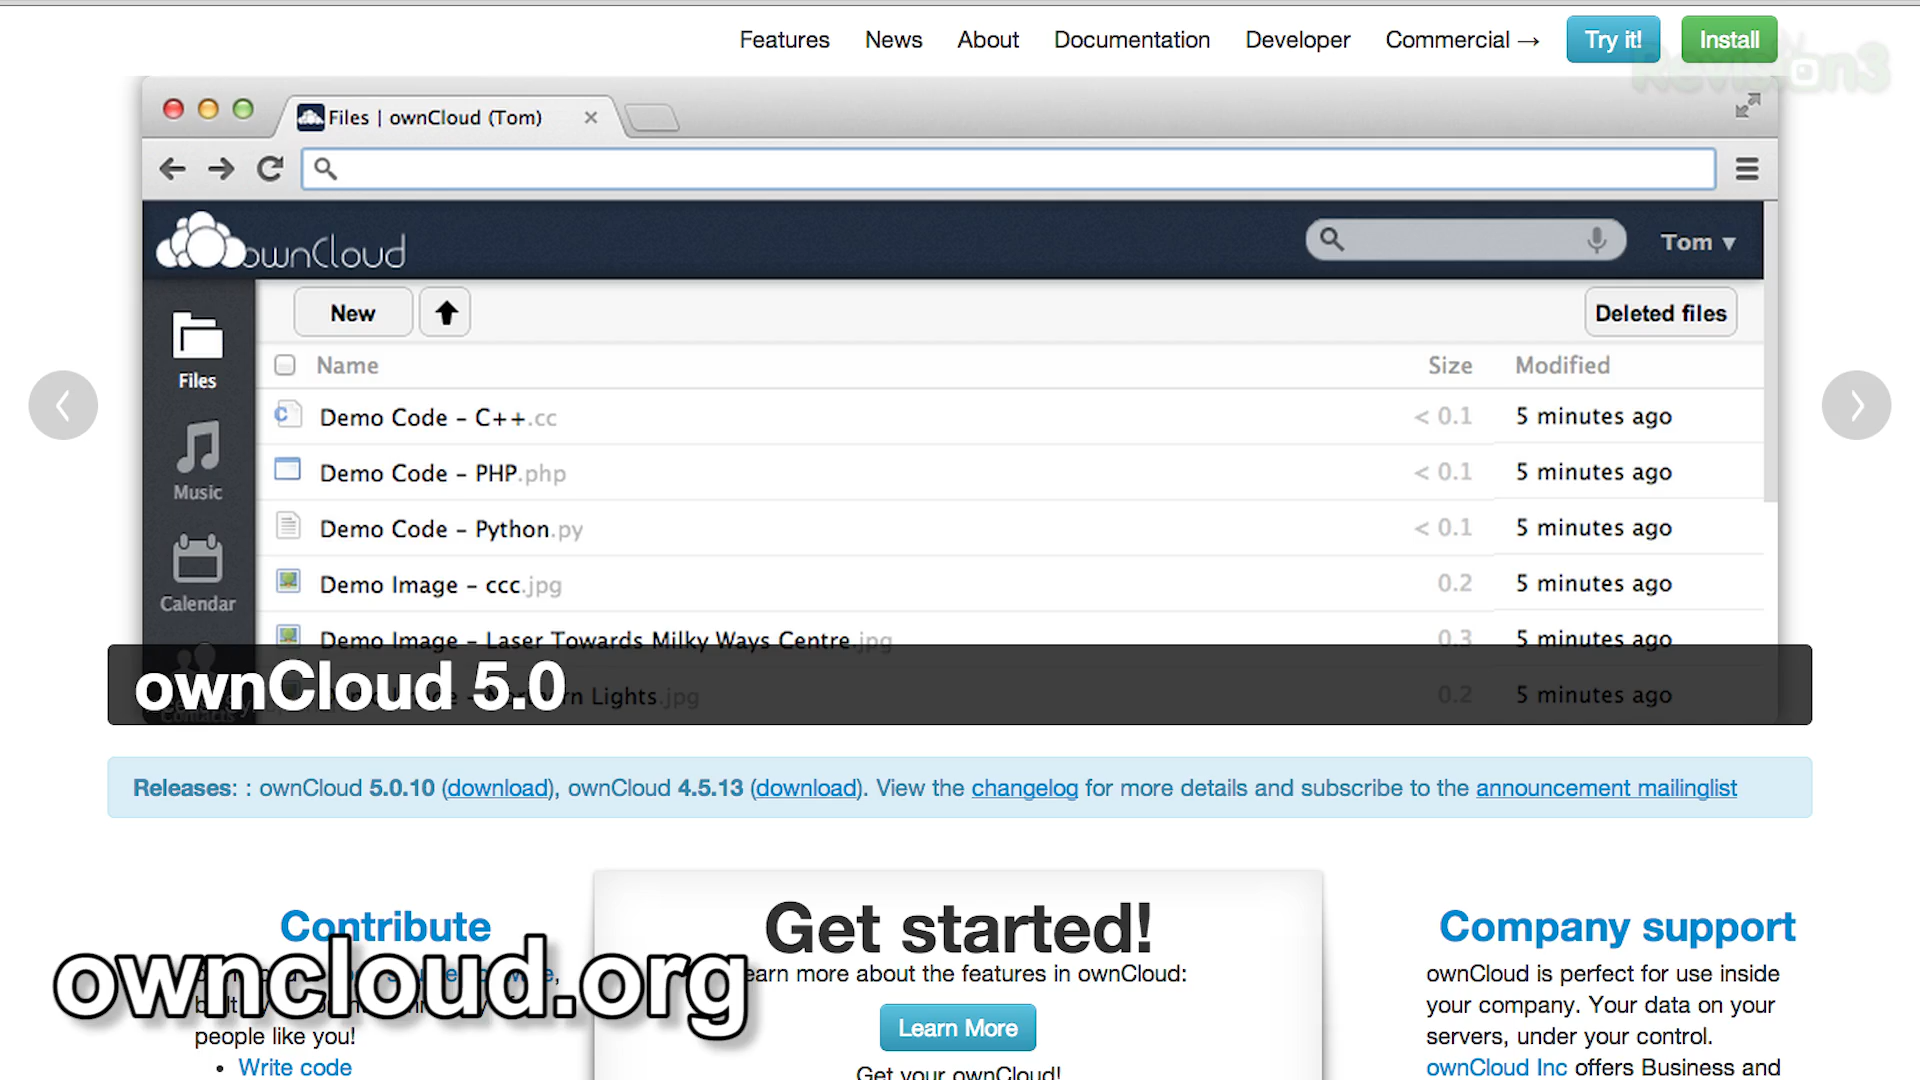 Features News About Documentation Developer Commercial → Try it! Install
Revision3
Files | ownCloud (Tom)
ownCloud
Tom ▼
New
Deleted files
Files
Name Size Modified
Demo Code – C++.cc < 0.1 5 minutes ago
Music
Demo Code – PHP.php < 0.1 5 minutes ago
Demo Code – Python.py < 0.1 5 minutes ago
Calendar
Demo Image – ccc.jpg 0.2 5 minutes ago
Demo Image – Laser Towards Milky Ways Centre.jpg 0.3 5 minutes ago
Lights.jpg 0.2 5 minutes ago
Contacts
ownCloud 5.0
Releases: : ownCloud 5.0.10 (download), ownCloud 4.5.13 (download). View the changelog for more details and subscribe to the announcement mailinglist
Contribute
people like you!
• Write code
owncloud.org
Get started!
earn more about the features in ownCloud:
Learn More
Get your ownCloud!
Company support
ownCloud is perfect for use inside
your company. Your data on your
servers, under your control.
ownCloud Inc offers Business and